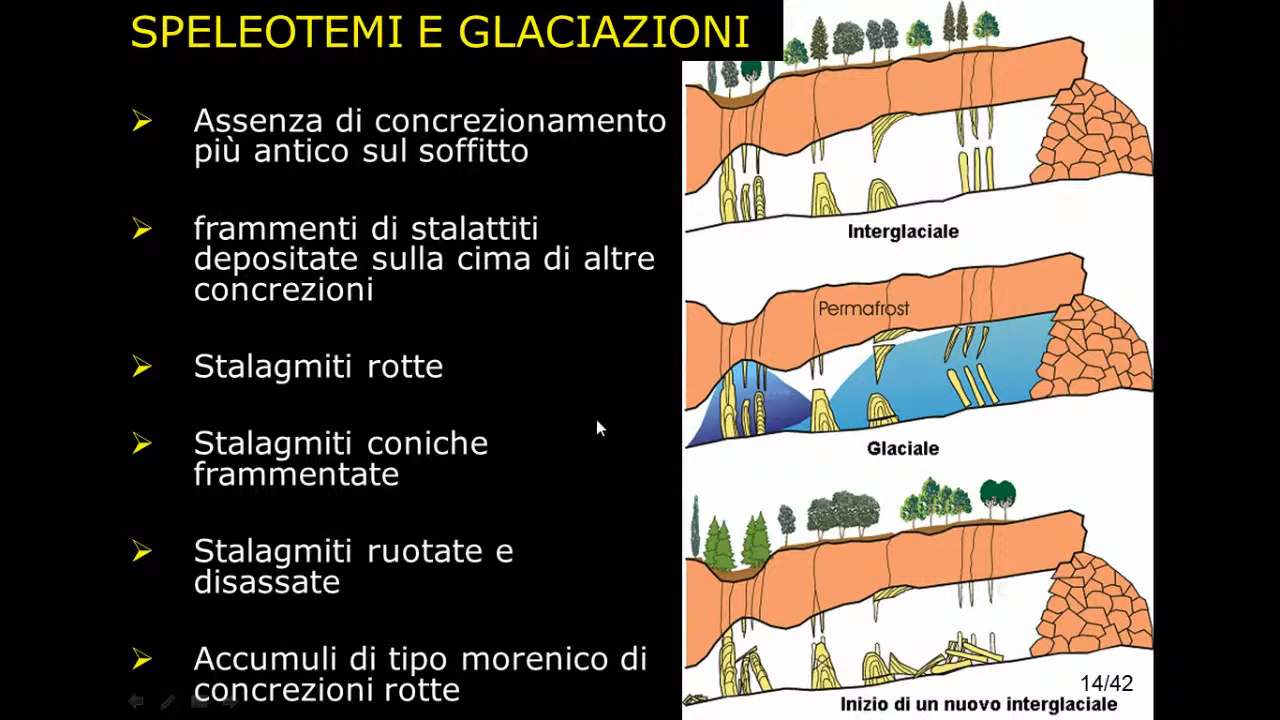 SPELEOTEMI E GLACIAZIONI
Assenza di concrezionamento
più antico sul soffitto
frammenti di stalattiti
depositate sulla cima di altre
concrezioni
Stalagmiti rotte
Stalagmiti coniche
frammentate
Stalagmiti ruotate e
disassate
Accumuli di tipo morenico di
concrezioni rotte
Interglaciale
Permafrost
Glaciale
14/42
Inizio di un nuovo interglaciale